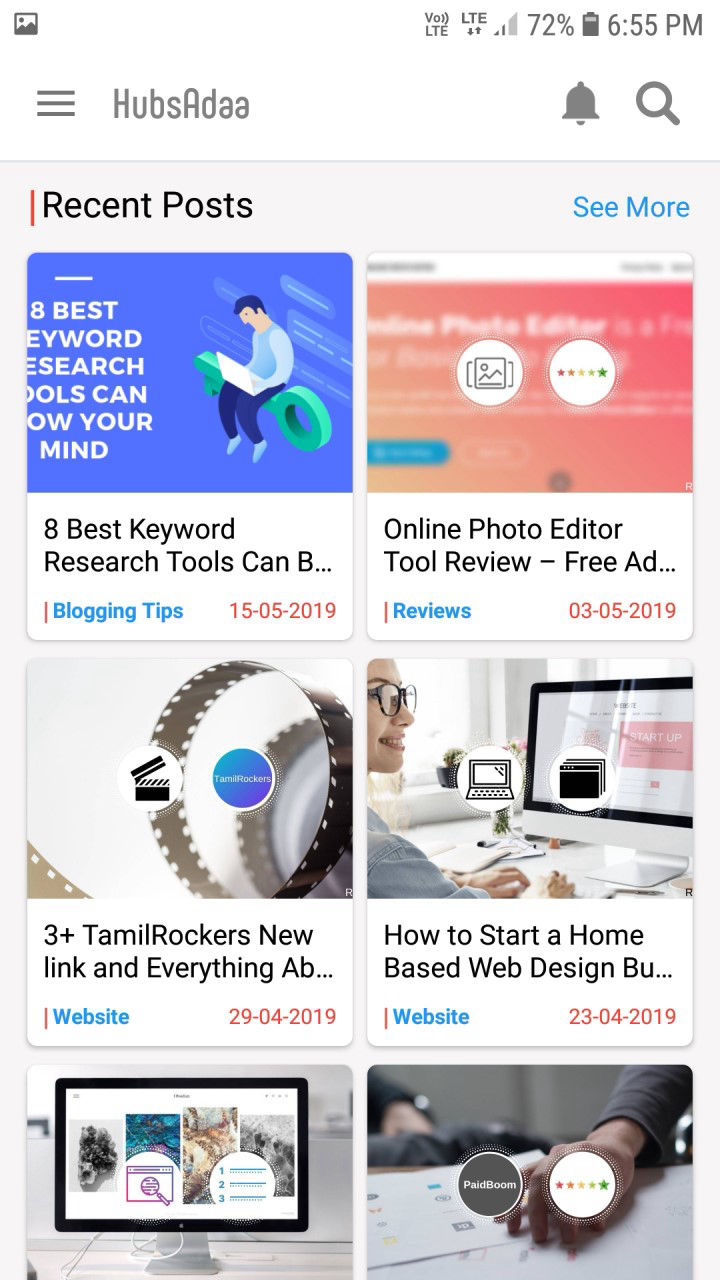 Vo)) LTE LTE 72% 6:55 PM
HubsAdaa
Recent Posts See More
8 BEST
EYWORD
ESEARCH
OOLS CAN
OW YOUR
MIND
Online Photo Editor is a Fre
8 Best Keyword
Research Tools Can B...
Blogging Tips 15-05-2019
Online Photo Editor
Tool Review – Free Ad...
Reviews 03-05-2019
TamilRockers
R
WEBSITE
START UP
R
3+ TamilRockers New
link and Everything Ab...
Website 29-04-2019
How to Start a Home
Based Web Design Bu...
Website 23-04-2019
1
2
3
PaidBoom